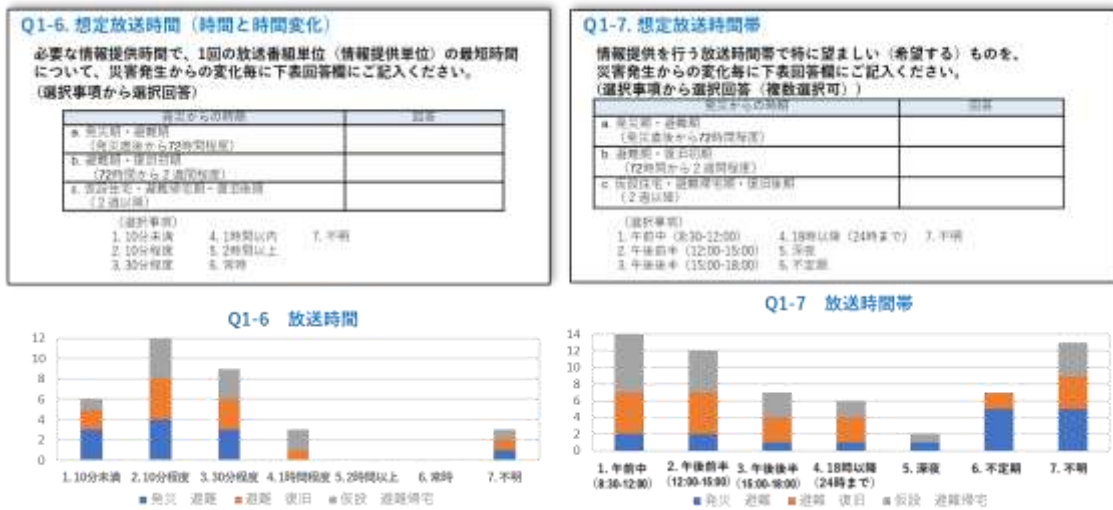 Q1-6. 想定放送時間（時間と時間変化）
必要な情報提供時間で、1回の放送番組単位（情報提供単位）の最短時間
について、災害発生からの変化毎に下表回答欄にご記入ください。
（選択事項から選択回答）
発災からの時期 回答
a. 発災期・避難期
（発災直後から72時間程度）
b. 避難期・復旧初期
（72時間から２週間程度）
c. 仮設住宅・避難帰宅期・復旧後期
（２週以降）
（選択事項）
1. 10分未満 4. 1時間以内 7. 不明
2. 10分程度 5. 2時間以上
3. 30分程度 6. 常時
Q1-7. 想定放送時間帯
情報提供を行う放送時間帯で特に望ましい（希望する）ものを、
災害発生からの変化毎に下表回答欄にご記入ください。
（選択事項から選択回答（複数選択可））
発災からの時期 回答
a. 発災期・避難期
（発災直後から72時間程度）
b. 避難期・復旧初期
（72時間から２週間程度）
c. 仮設住宅・避難帰宅期・復旧後期
（２週以降）
（選択事項）
1. 午前中（8:30-12:00） 4. 18時以降（24時まで） 7. 不明
2. 午後前半（12:00-15:00） 5. 深夜
3. 午後後半（15:00-18:00） 6. 不定期
Q1-6 放送時間
12
10
8
6
4
2
0
1. 10分未満 2. 10分程度 3. 30分程度 4. 1時間程度 5. 2時間以上 6. 常時 7. 不明
発災 避難 避難 復旧 仮設 避難帰宅
Q1-7 放送時間帯
14
12
10
8
6
4
2
0
1. 午前中 2. 午後前半 3. 午後後半 4. 18時以降 5. 深夜 6. 不定期 7. 不明
(8:30-12:00) (12:00-15:00) (15:00-18:00) (24時まで)
発災 避難 避難 復旧 仮設 避難帰宅